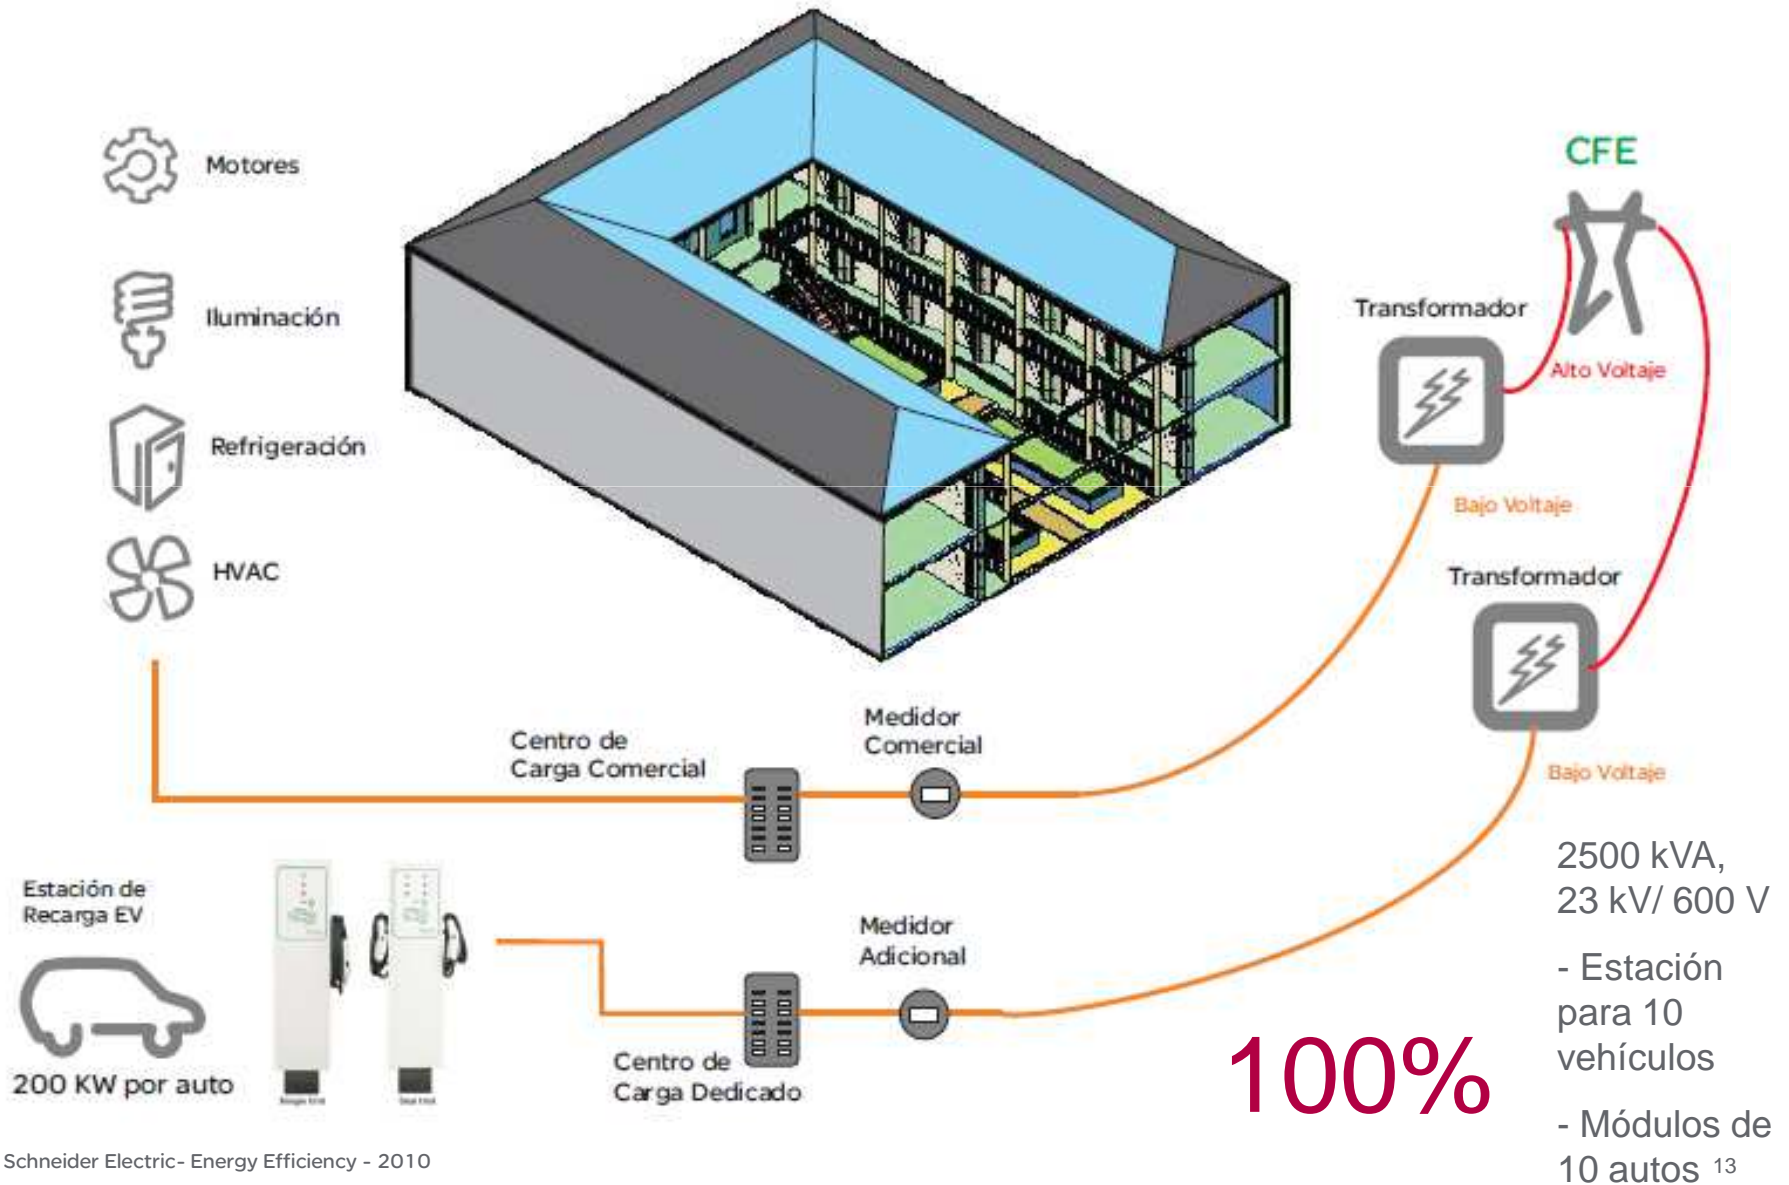 Motores
Iluminación
Refrigeración
HVAC
CFE
Transformador
Alto Voltaje
Bajo Voltaje
Transformador
Bajo Voltaje
Centro de
Carga Comercial
Medidor
Comercial
Estación de
Recarga EV
200 KW por auto
Medidor
Adicional
Centro de
Carga Dedicado
100%
2500 kVA,
23 kV/ 600 V
- Estación
para 10
vehículos
- Módulos de
10 autos
13
Schneider Electric- Energy Efficiency - 2010